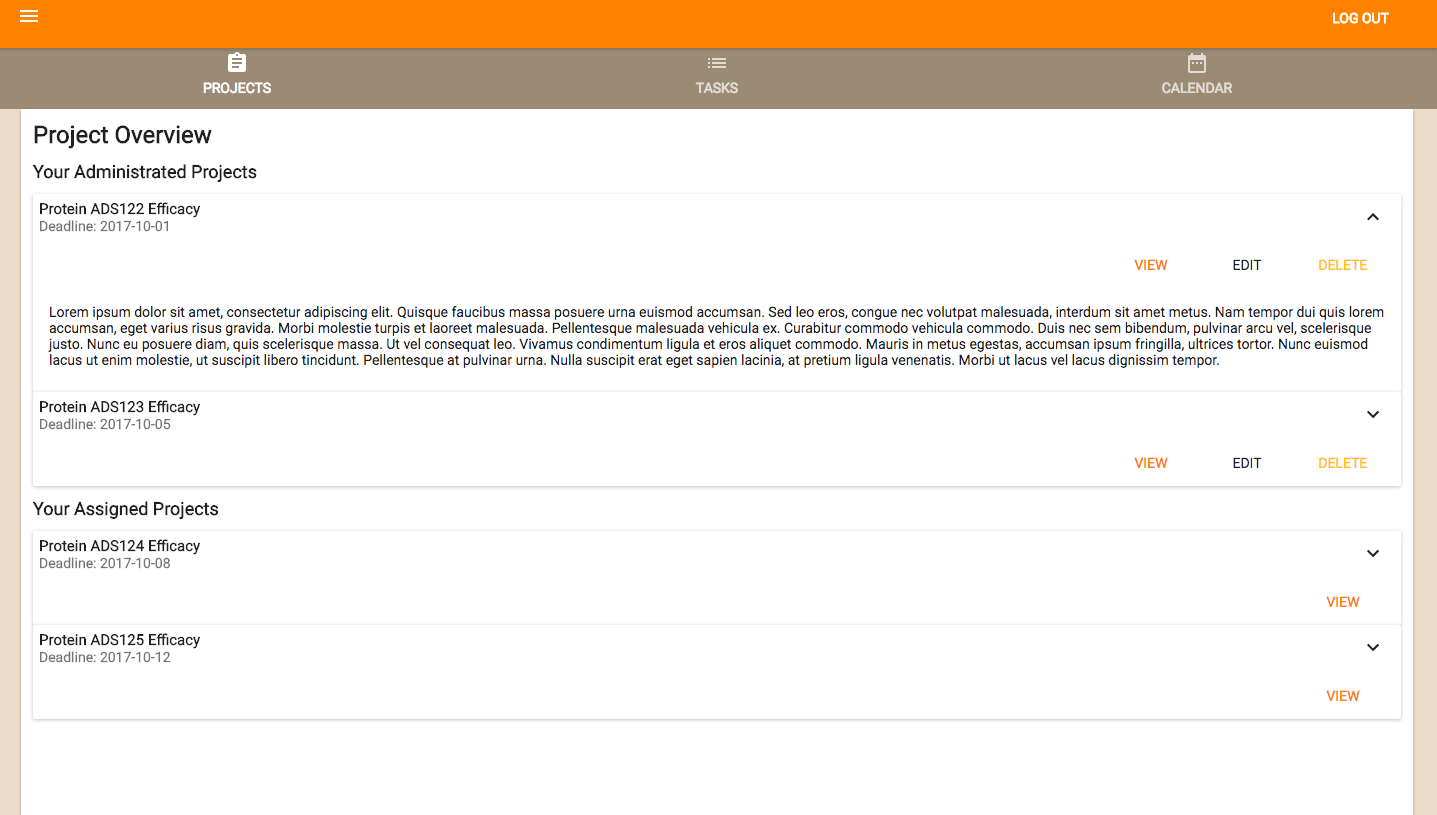 LOG OUT
PROJECTS
TASKS
CALENDAR
Project Overview
Your Administrated Projects
Protein ADS122 Efficacy
Deadline: 2017-10-01
VIEW
EDIT
DELETE
Lorem ipsum dolor sit amet, consectetur adipiscing elit. Quisque faucibus massa posuere urna euismod accumsan. Sed leo eros, congue nec volutpat malesuada, interdum sit amet metus. Nam tempor dui quis lorem
accumsan, eget varius risus gravida. Morbi molestie turpis et laoreet malesuada. Pellentesque malesuada vehicula ex. Curabitur commodo vehicula commodo. Duis nec sem bibendum, pulvinar arcu vel, scelerisque
justo. Nunc eu posuere diam, quis scelerisque massa. Ut vel consequat leo. Vivamus condimentum ligula et eros aliquet commodo. Mauris in metus egestas, accumsan ipsum fringilla, ultrices tortor. Nunc euismod
lacus ut enim molestie, ut suscipit libero tincidunt. Pellentesque at pulvinar urna. Nulla suscipit erat eget sapien lacinia, at pretium ligula venenatis. Morbi ut lacus vel lacus dignissim tempor.
Protein ADS123 Efficacy
Deadline: 2017-10-05
VIEW
EDIT
DELETE
Your Assigned Projects
Protein ADS124 Efficacy
Deadline: 2017-10-08
VIEW
Protein ADS125 Efficacy
Deadline: 2017-10-12
VIEW